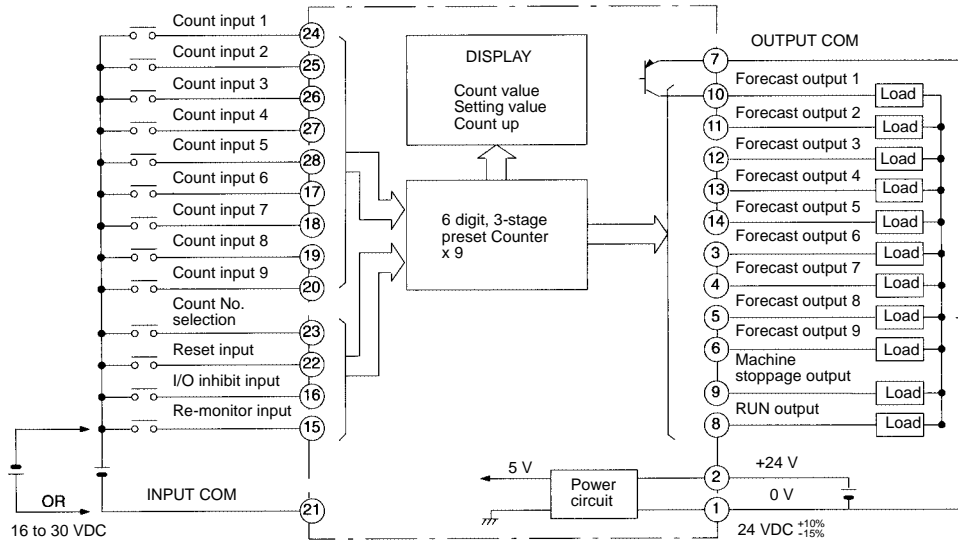 Count input 1
24
Count input 2
25
Count input 3
26
Count input 4
27
Count input 5
28
Count input 6
17
Count input 7
18
Count input 8
19
Count input 9
20
Count No.
selection
23
Reset input
22
I/O inhibit input
16
Re-monitor input
15
OR
16 to 30 VDC
INPUT COM
21
DISPLAY
Count value
Setting value
Count up
6 digit, 3-stage
preset Counter
x 9
5 V
Power
circuit
7
OUTPUT COM
10
Forecast output 1
Load
11
Forecast output 2
Load
12
Forecast output 3
Load
13
Forecast output 4
Load
14
Forecast output 5
Load
3
Forecast output 6
Load
4
Forecast output 7
Load
5
Forecast output 8
Load
6
Forecast output 9
Load
9
Machine
stoppage output
Load
8
RUN output
Load
2
+24 V
1
0 V
24 VDC +10%
-15%